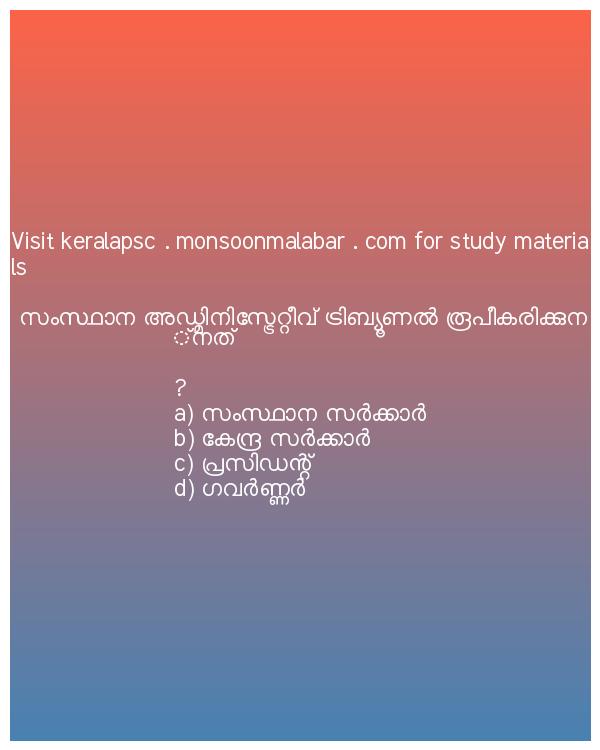 Visit keralapsc . monsoonmalabar . com for study materia
ls
സംസ്ഥാന അഡ്മിനിസ്ട്രേറ്റീവ് ട്രിബ്യൂണൽ രൂപീകരിക്കുന
്നത്
?
a) സംസ്ഥാന സർക്കാർ
b) കേന്ദ്ര സർക്കാർ
c) പ്രസിഡന്റ്
d) ഗവർണ്ണർ